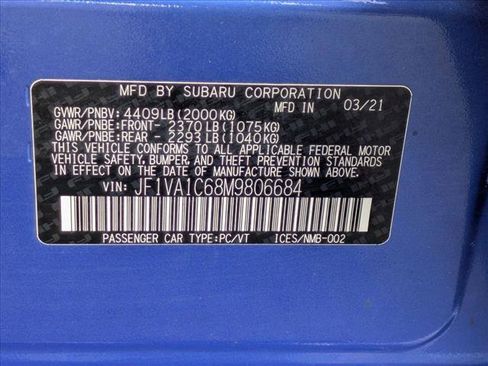 MFD BY SUBARU CORPORATION
GVWR/PNBV: 4409LB(2000KG) IN 03/21
GAWR/PNBE:FRONT- 2370LB(1075KG)
GAWR/PNBE:REAR - 2293LB(1040KG)
THIS VEHICLE CONFORMS TO ALL APPLICABLE FEDERAL MOTOR
VEHICLE SAFETY, BUMPER, AND THEFT PREVENTION STANDARDS
IN EFFECT ON THE DATE OF MANUFACTURE SHOWN ABOVE.
VIN: JF1VA1C68M9806684
PASSENGER CAR TYPE:PC/VT ICES/NMB-002